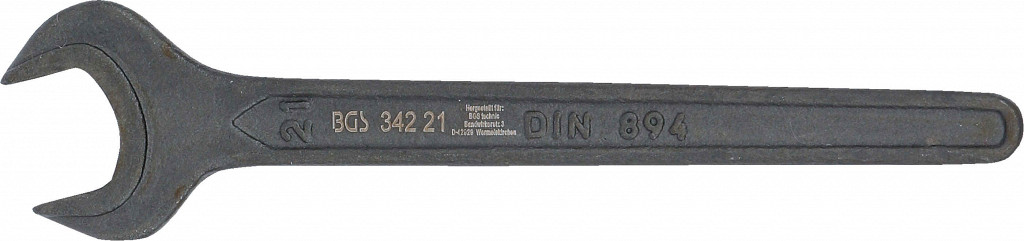 21
BGS 342 21
Hergestellt für:
BGS technic
Bandwirkerstr. 3
D-42929 Wermelskirchen
DIN 894